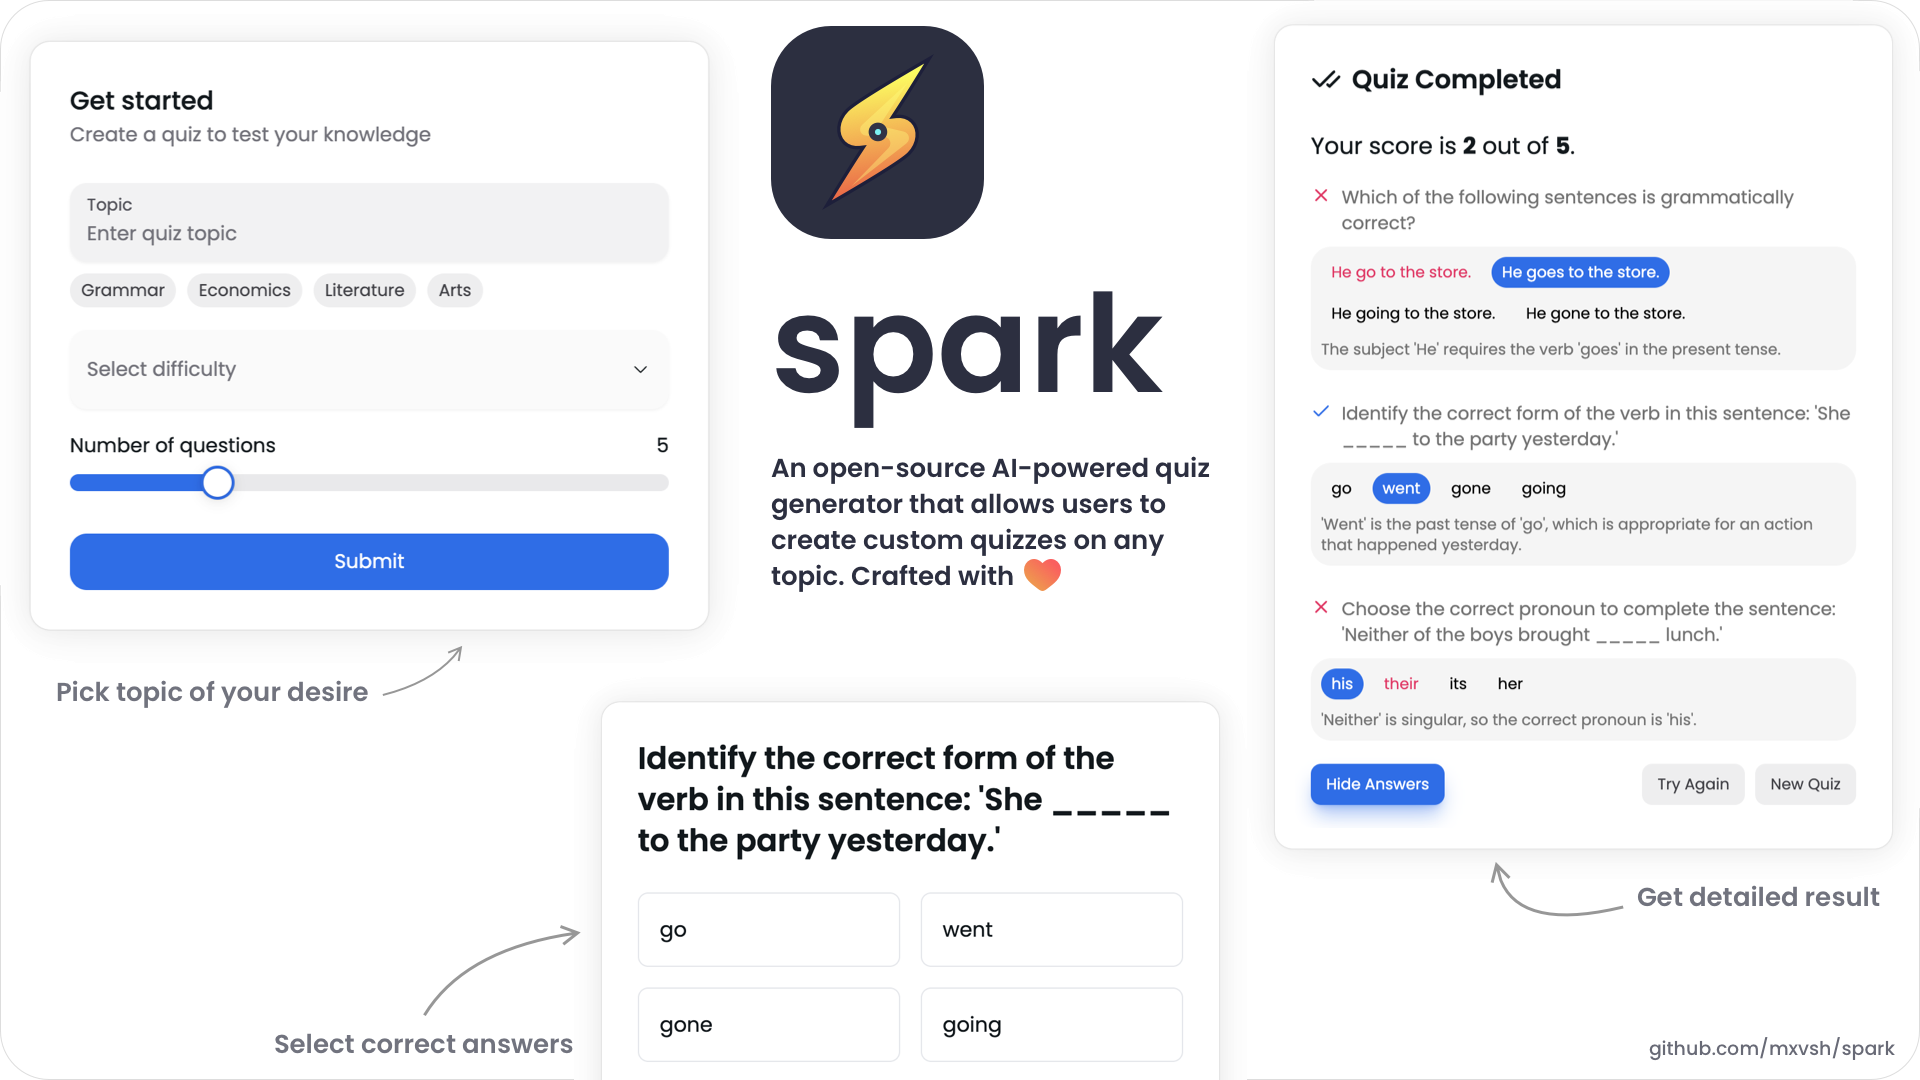 Get started
Create a quiz to test your knowledge
Topic
Enter quiz topic
Grammar Economics Literature Arts
Select difficulty
Number of questions 5
Submit
Pick topic of your desire
spark
An open-source AI-powered quiz
generator that allows users to
create custom quizzes on any
topic. Crafted with
Identify the correct form of the
verb in this sentence: 'She _____
to the party yesterday.'
go went
gone going
Select correct answers
Quiz Completed
Your score is 2 out of 5.
Which of the following sentences is grammatically
correct?
He go to the store. He goes to the store.
He going to the store. He gone to the store.
The subject 'He' requires the verb 'goes' in the present tense.
Identify the correct form of the verb in this sentence: 'She
_____ to the party yesterday.'
go went gone going
'Went' is the past tense of 'go', which is appropriate for an action
that happened yesterday.
Choose the correct pronoun to complete the sentence:
'Neither of the boys brought _____ lunch.'
his their its her
'Neither' is singular, so the correct pronoun is 'his'.
Hide Answers Try Again New Quiz
Get detailed result
github.com/mxvsh/spark